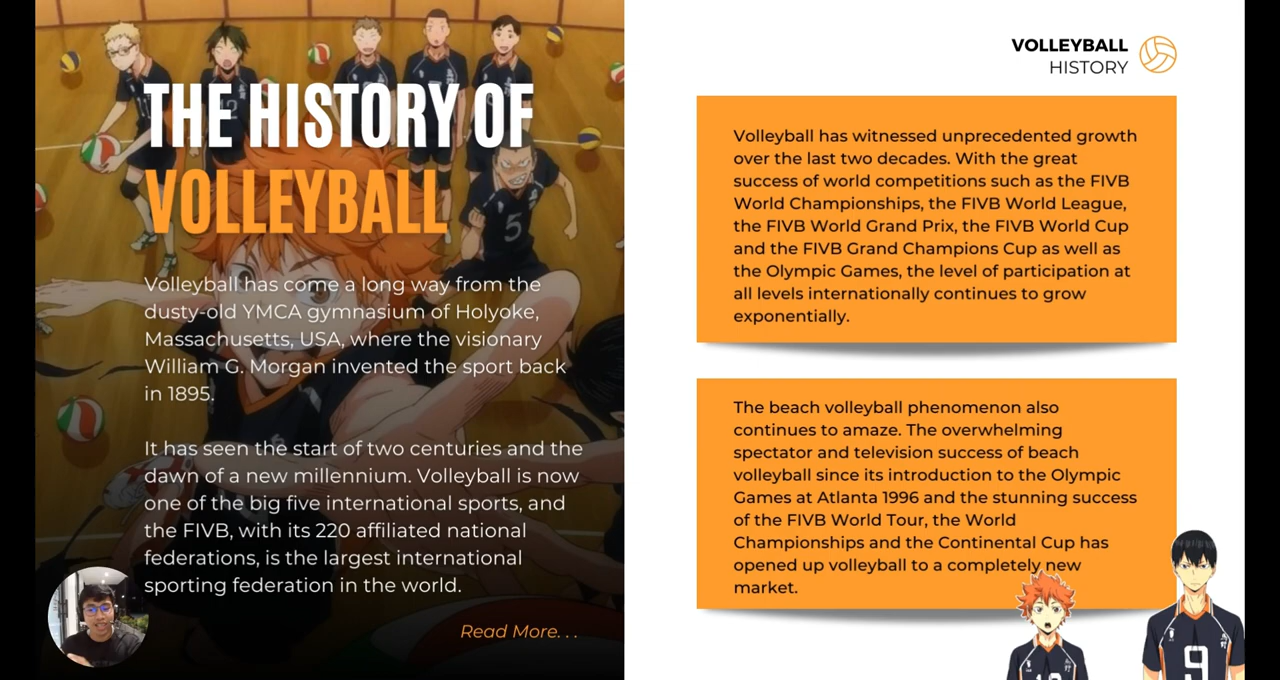 THE HISTORY OF
VOLLEYBALL
Volleyball has come a long way from the
dusty-old YMCA gymnasium of Holyoke,
Massachusetts, USA, where the visionary
William G. Morgan invented the sport back
in 1895.
It has seen the start of two centuries and the
dawn of a new millennium. Volleyball is now
one of the big five international sports, and
the FIVB, with its 220 affiliated national
federations, is the largest international
sporting federation in the world.
Read More. . .
5
VOLLEYBALL
HISTORY
Volleyball has witnessed unprecedented growth
over the last two decades. With the great
success of world competitions such as the FIVB
World Championships, the FIVB World League,
the FIVB World Grand Prix, the FIVB World Cup
and the FIVB Grand Champions Cup as well as
the Olympic Games, the level of participation at
all levels internationally continues to grow
exponentially.
The beach volleyball phenomenon also
continues to amaze. The overwhelming
spectator and television success of beach
volleyball since its introduction to the Olympic
Games at Atlanta 1996 and the stunning success
of the FIVB World Tour, the World
Championships and the Continental Cup has
opened up volleyball to a completely new
market.
9